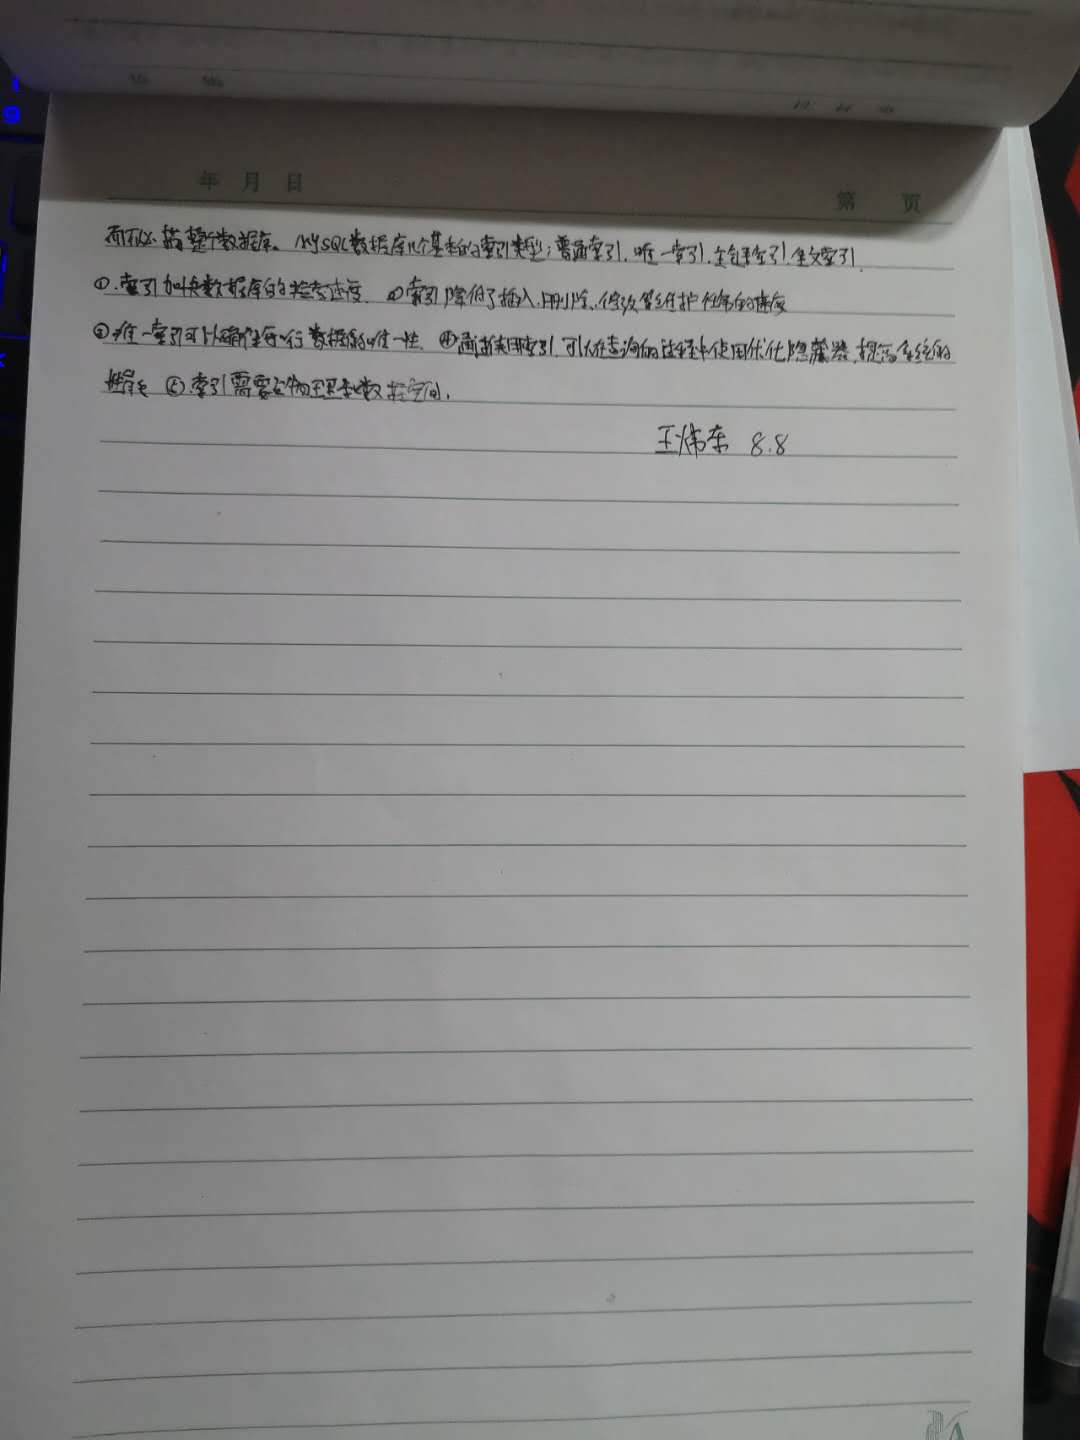 年 月 日
第 页
而不必扫描整个数据库。MySQL数据库几个基本的索引类型:普通索引.唯一索引.主键索引.全文索引.
①.索引加快数据库的检索速度. ②索引降低了插入.删除.修改等维护任务的速度
③唯一索引可以确保每一行数据的唯一性. ④通过使用索引.可以在查询的过程中使用优化隐藏器.提高系统的
性能 ⑤.索引需要占物理和数据空间.
王炜东 8.8